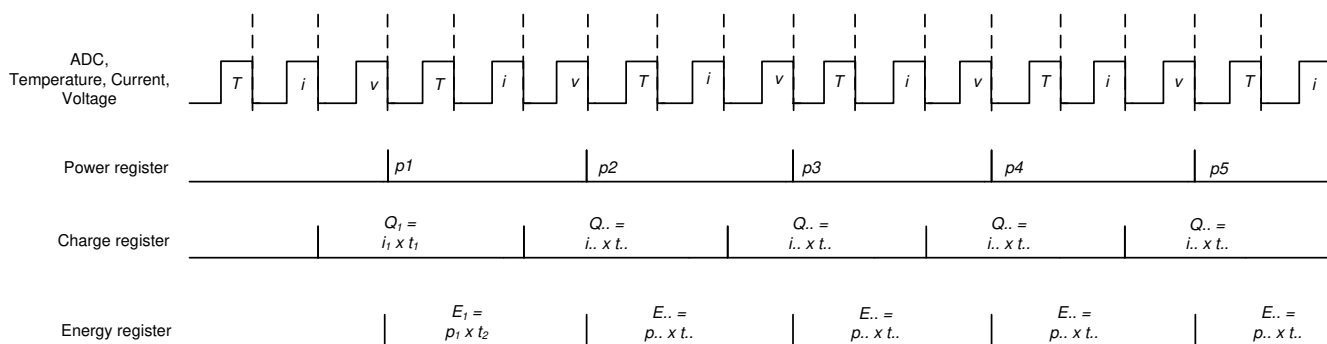 ADC,
Temperature, Current,
Voltage
T i v T i v T i v T i v T i
Power register
p1 p2 p3 p4 p5
Charge register
Q1 =
i1 x t1
Q.. =
i.. x t..
Q.. =
i.. x t..
Q.. =
i.. x t..
Q.. =
i.. x t..
Energy register
E1 =
p1 x t2
E.. =
p.. x t..
E.. =
p.. x t..
E.. =
p.. x t..
E.. =
p.. x t..